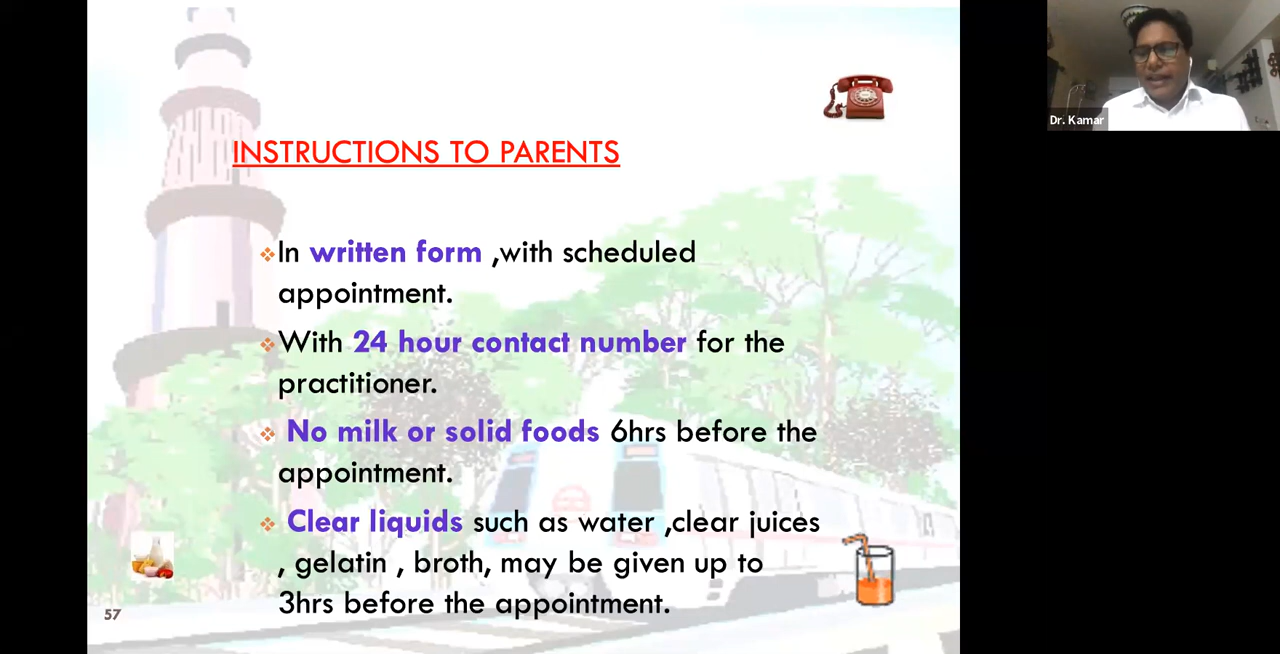 Dr. Kamar
INSTRUCTIONS TO PARENTS
In written form ,with scheduled
appointment.
With 24 hour contact number for the
practitioner.
No milk or solid foods 6hrs before the
appointment.
Clear liquids such as water ,clear juices
, gelatin , broth, may be given up to
3hrs before the appointment.
57